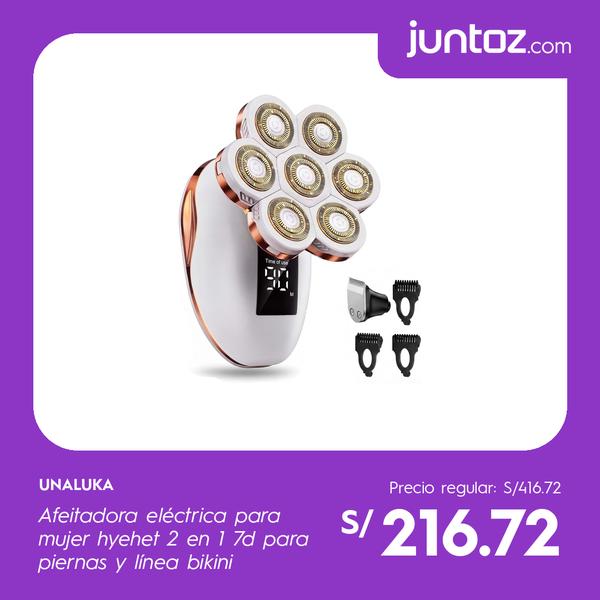 juntoz.com
Time of use
90
M
UNALUKA
Afeitadora eléctrica para
mujer hyehet 2 en 1 7d para
piernas y línea bikini
Precio regular: S/416.72
S/216.72